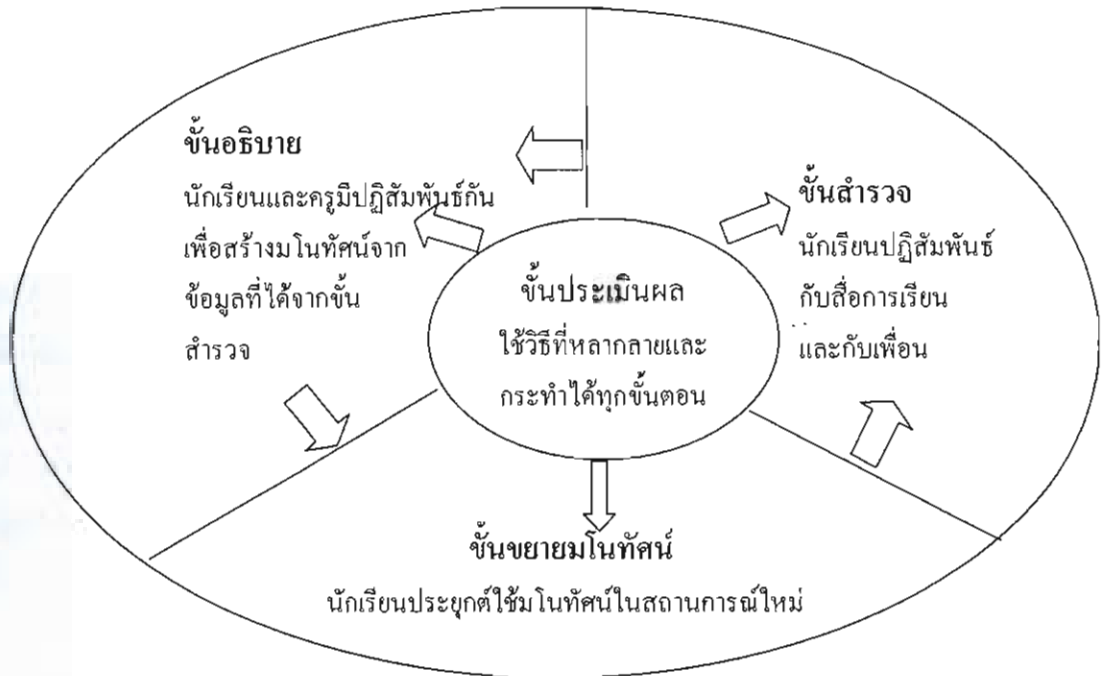 ขั้นอธิบาย
นักเรียนและครูมีปฏิสัมพันธ์กัน
เพื่อสร้างมโนทัศน์จาก
ข้อมูลที่ได้จากขั้น
สำรวจ
ขั้นสำรวจ
นักเรียนปฏิสัมพันธ์
กับสื่อการเรียน
และกับเพื่อน
ขั้นประเมินผล
ใช้วิธีที่หลากหลายและ
กระทำได้ทุกขั้นตอน
ขั้นขยายมโนทัศน์
นักเรียนประยุกต์ใช้มโนทัศน์ในสถานการณ์ใหม่